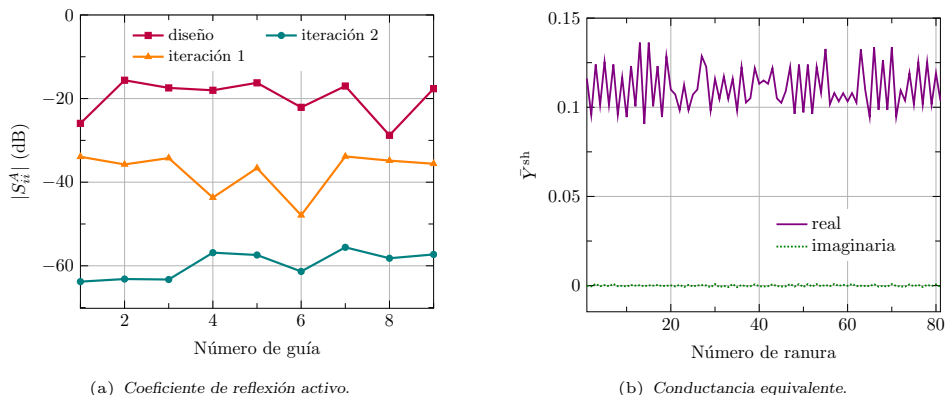 0
−20
−40
−60
|S_ii^A| (dB)
diseño
iteración 2
iteración 1
2
4
6
8
Número de guía
(a) Coeficiente de reflexión activo.
0.15
0.1
0.05
0
Ȳ^sh
real
imaginaria
20
40
60
80
Número de ranura
(b) Conductancia equivalente.